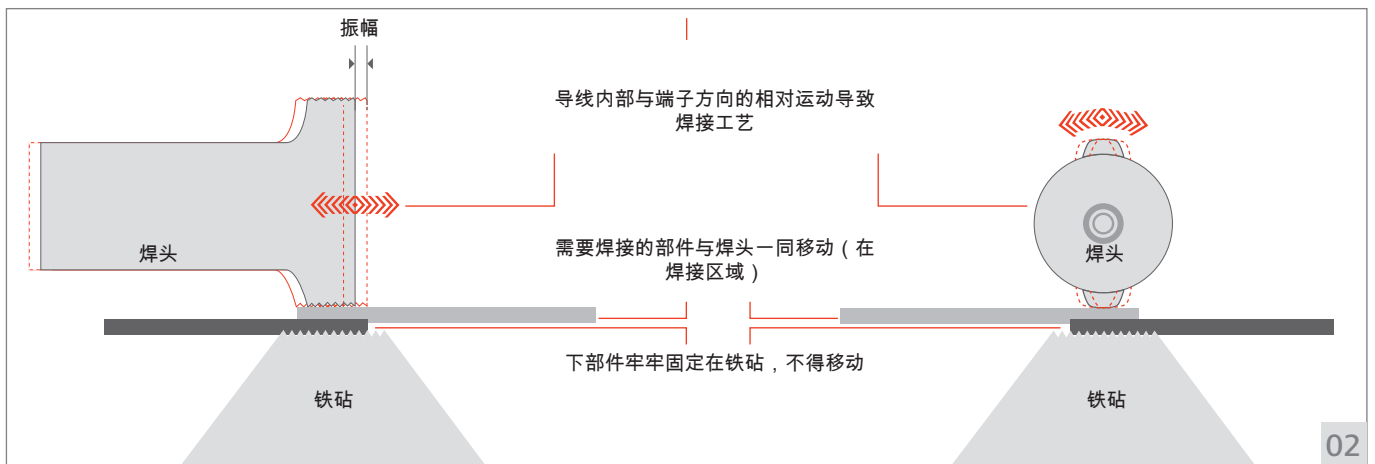 振幅
导线内部与端子方向的相对运动导致
焊接工艺
焊头
需要焊接的部件与焊头一同移动（在
焊接区域）
焊头
下部件牢牢固定在铁砧，不得移动
铁砧
铁砧
02